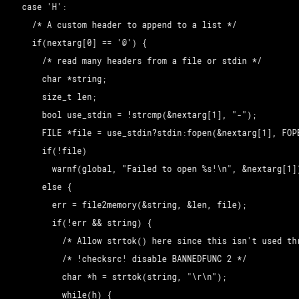 case 'H':
/* A custom header to append to a list */
if(nextarg[0] == '@') {
/* read many headers from a file or stdin */
char *string;
size_t len;
bool use_stdin = !strcmp(&nextarg[1], "-");
FILE *file = use_stdin?stdin:fopen(&nextarg[1], FOPE
if(!file)
warnf(global, "Failed to open %s!\n", &nextarg[1]
else {
err = file2memory(&string, &len, file);
if(!err && string) {
/* Allow strtok() here since this isn't used thr
/* !checksrc! disable BANNEDFUNC 2 */
char *h = strtok(string, "\r\n");
while(h) {